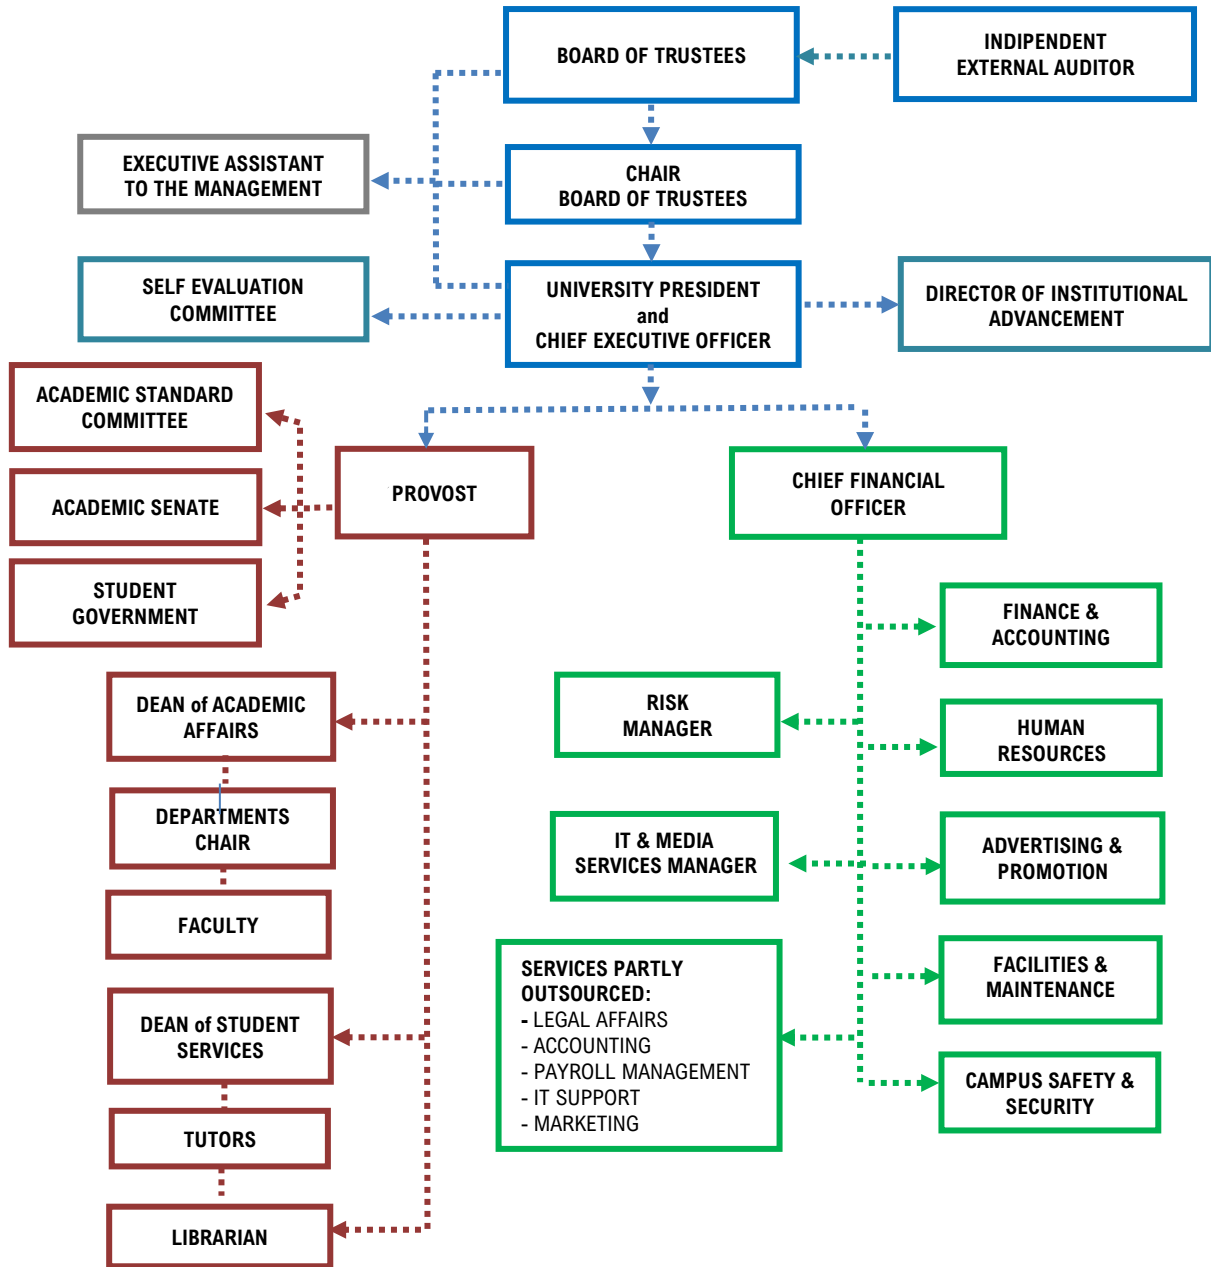 BOARD OF TRUSTEES
INDIPENDENT
EXTERNAL AUDITOR
EXECUTIVE ASSISTANT
TO THE MANAGEMENT
CHAIR
BOARD OF TRUSTEES
SELF EVALUATION
COMMITTEE
UNIVERSITY PRESIDENT
and
CHIEF EXECUTIVE OFFICER
DIRECTOR OF INSTITUTIONAL
ADVANCEMENT
ACADEMIC STANDARD
COMMITTEE
ACADEMIC SENATE
STUDENT
GOVERNMENT
PROVOST
CHIEF FINANCIAL
OFFICER
DEAN of ACADEMIC
AFFAIRS
DEPARTMENTS
CHAIR
FACULTY
DEAN of STUDENT
SERVICES
TUTORS
LIBRARIAN
RISK
MANAGER
IT & MEDIA
SERVICES MANAGER
SERVICES PARTLY
OUTSOURCED:
- LEGAL AFFAIRS
- ACCOUNTING
- PAYROLL MANAGEMENT
- IT SUPPORT
- MARKETING
FINANCE &
ACCOUNTING
HUMAN
RESOURCES
ADVERTISING &
PROMOTION
FACILITIES &
MAINTENANCE
CAMPUS SAFETY &
SECURITY